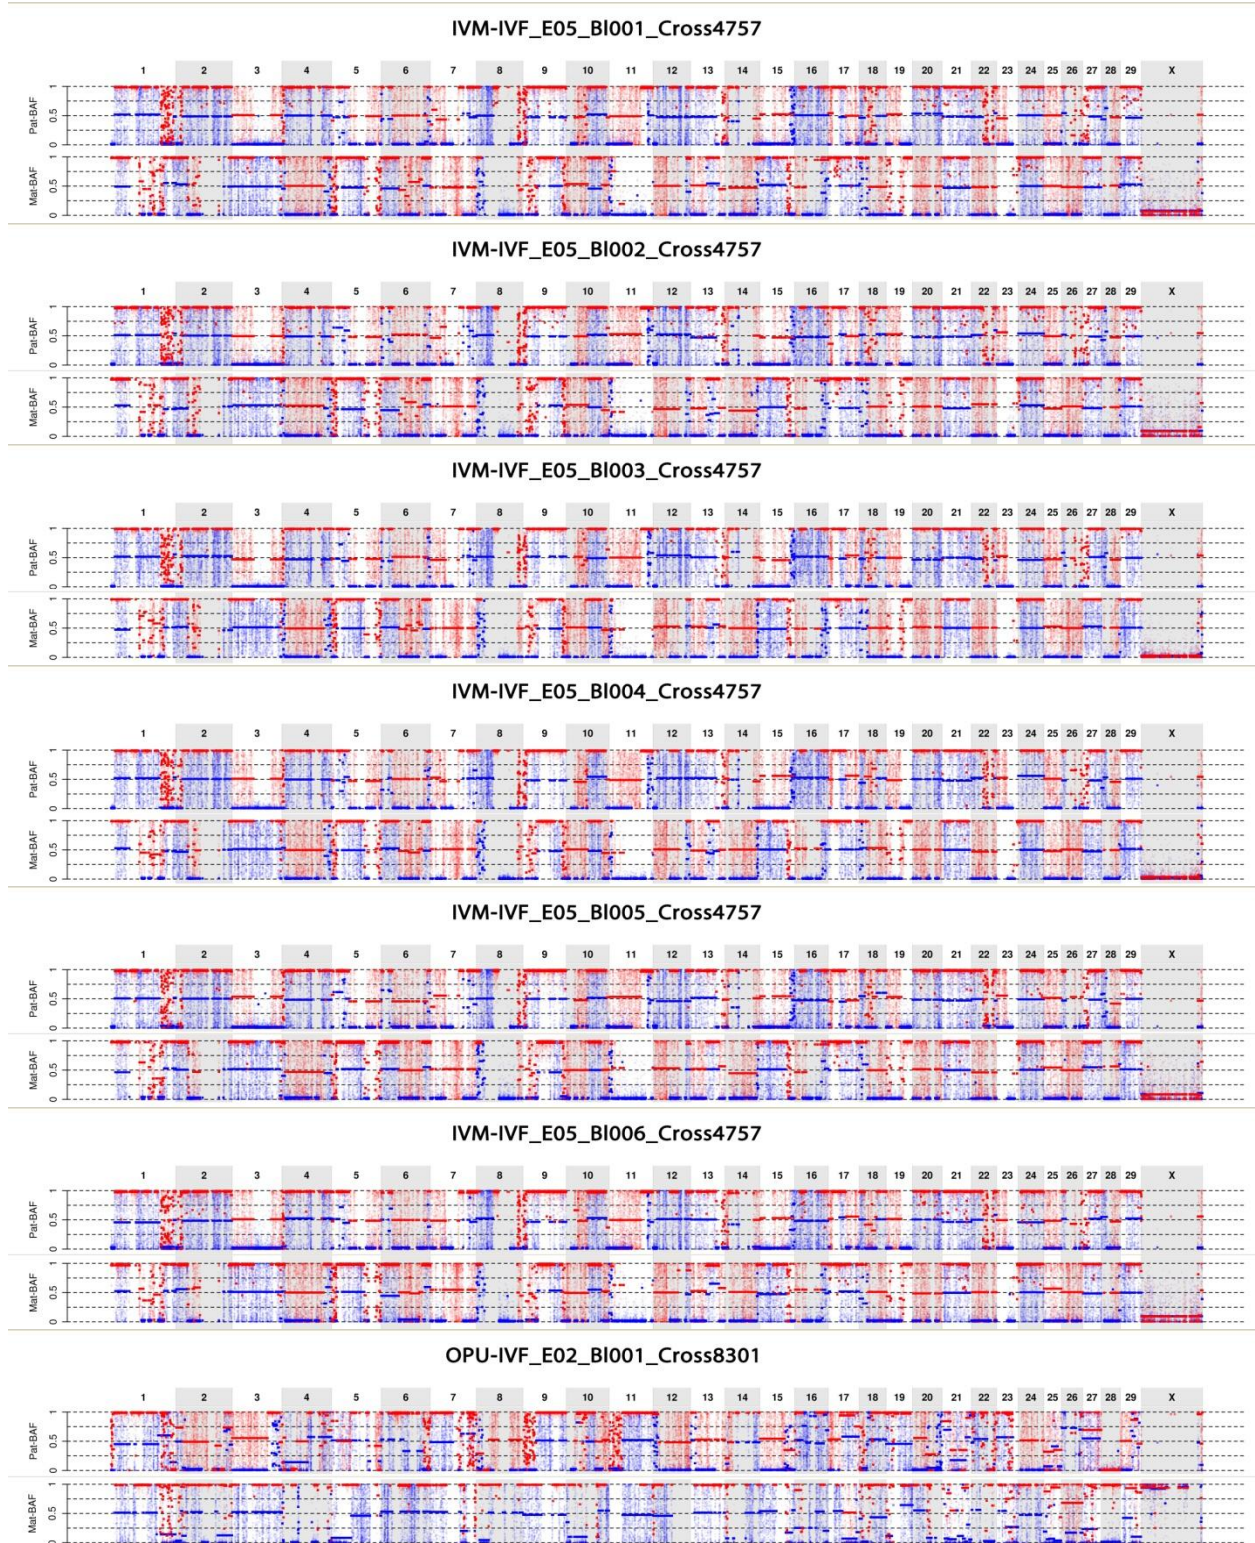 IVM-IVF_E05_Bl001_Cross4757
1 2 3 4 5 6 7 8 9 10 11 12 13 14 15 16 17 18 19 20 21 22 23 24 25 26 27 28 29 X
Pat-BAF
1
0.5
0
Mat-BAF
1
0.5
0
IVM-IVF_E05_Bl002_Cross4757
1 2 3 4 5 6 7 8 9 10 11 12 13 14 15 16 17 18 19 20 21 22 23 24 25 26 27 28 29 X
Pat-BAF
1
0.5
0
Mat-BAF
1
0.5
0
IVM-IVF_E05_Bl003_Cross4757
1 2 3 4 5 6 7 8 9 10 11 12 13 14 15 16 17 18 19 20 21 22 23 24 25 26 27 28 29 X
Pat-BAF
1
0.5
0
Mat-BAF
1
0.5
0
IVM-IVF_E05_Bl004_Cross4757
1 2 3 4 5 6 7 8 9 10 11 12 13 14 15 16 17 18 19 20 21 22 23 24 25 26 27 28 29 X
Pat-BAF
1
0.5
0
Mat-BAF
1
0.5
0
IVM-IVF_E05_Bl005_Cross4757
1 2 3 4 5 6 7 8 9 10 11 12 13 14 15 16 17 18 19 20 21 22 23 24 25 26 27 28 29 X
Pat-BAF
1
0.5
0
Mat-BAF
1
0.5
0
IVM-IVF_E05_Bl006_Cross4757
1 2 3 4 5 6 7 8 9 10 11 12 13 14 15 16 17 18 19 20 21 22 23 24 25 26 27 28 29 X
Pat-BAF
1
0.5
0
Mat-BAF
1
0.5
0
OPU-IVF_E02_Bl001_Cross8301
1 2 3 4 5 6 7 8 9 10 11 12 13 14 15 16 17 18 19 20 21 22 23 24 25 26 27 28 29 X
Pat-BAF
1
0.5
0
Mat-BAF
1
0.5
0